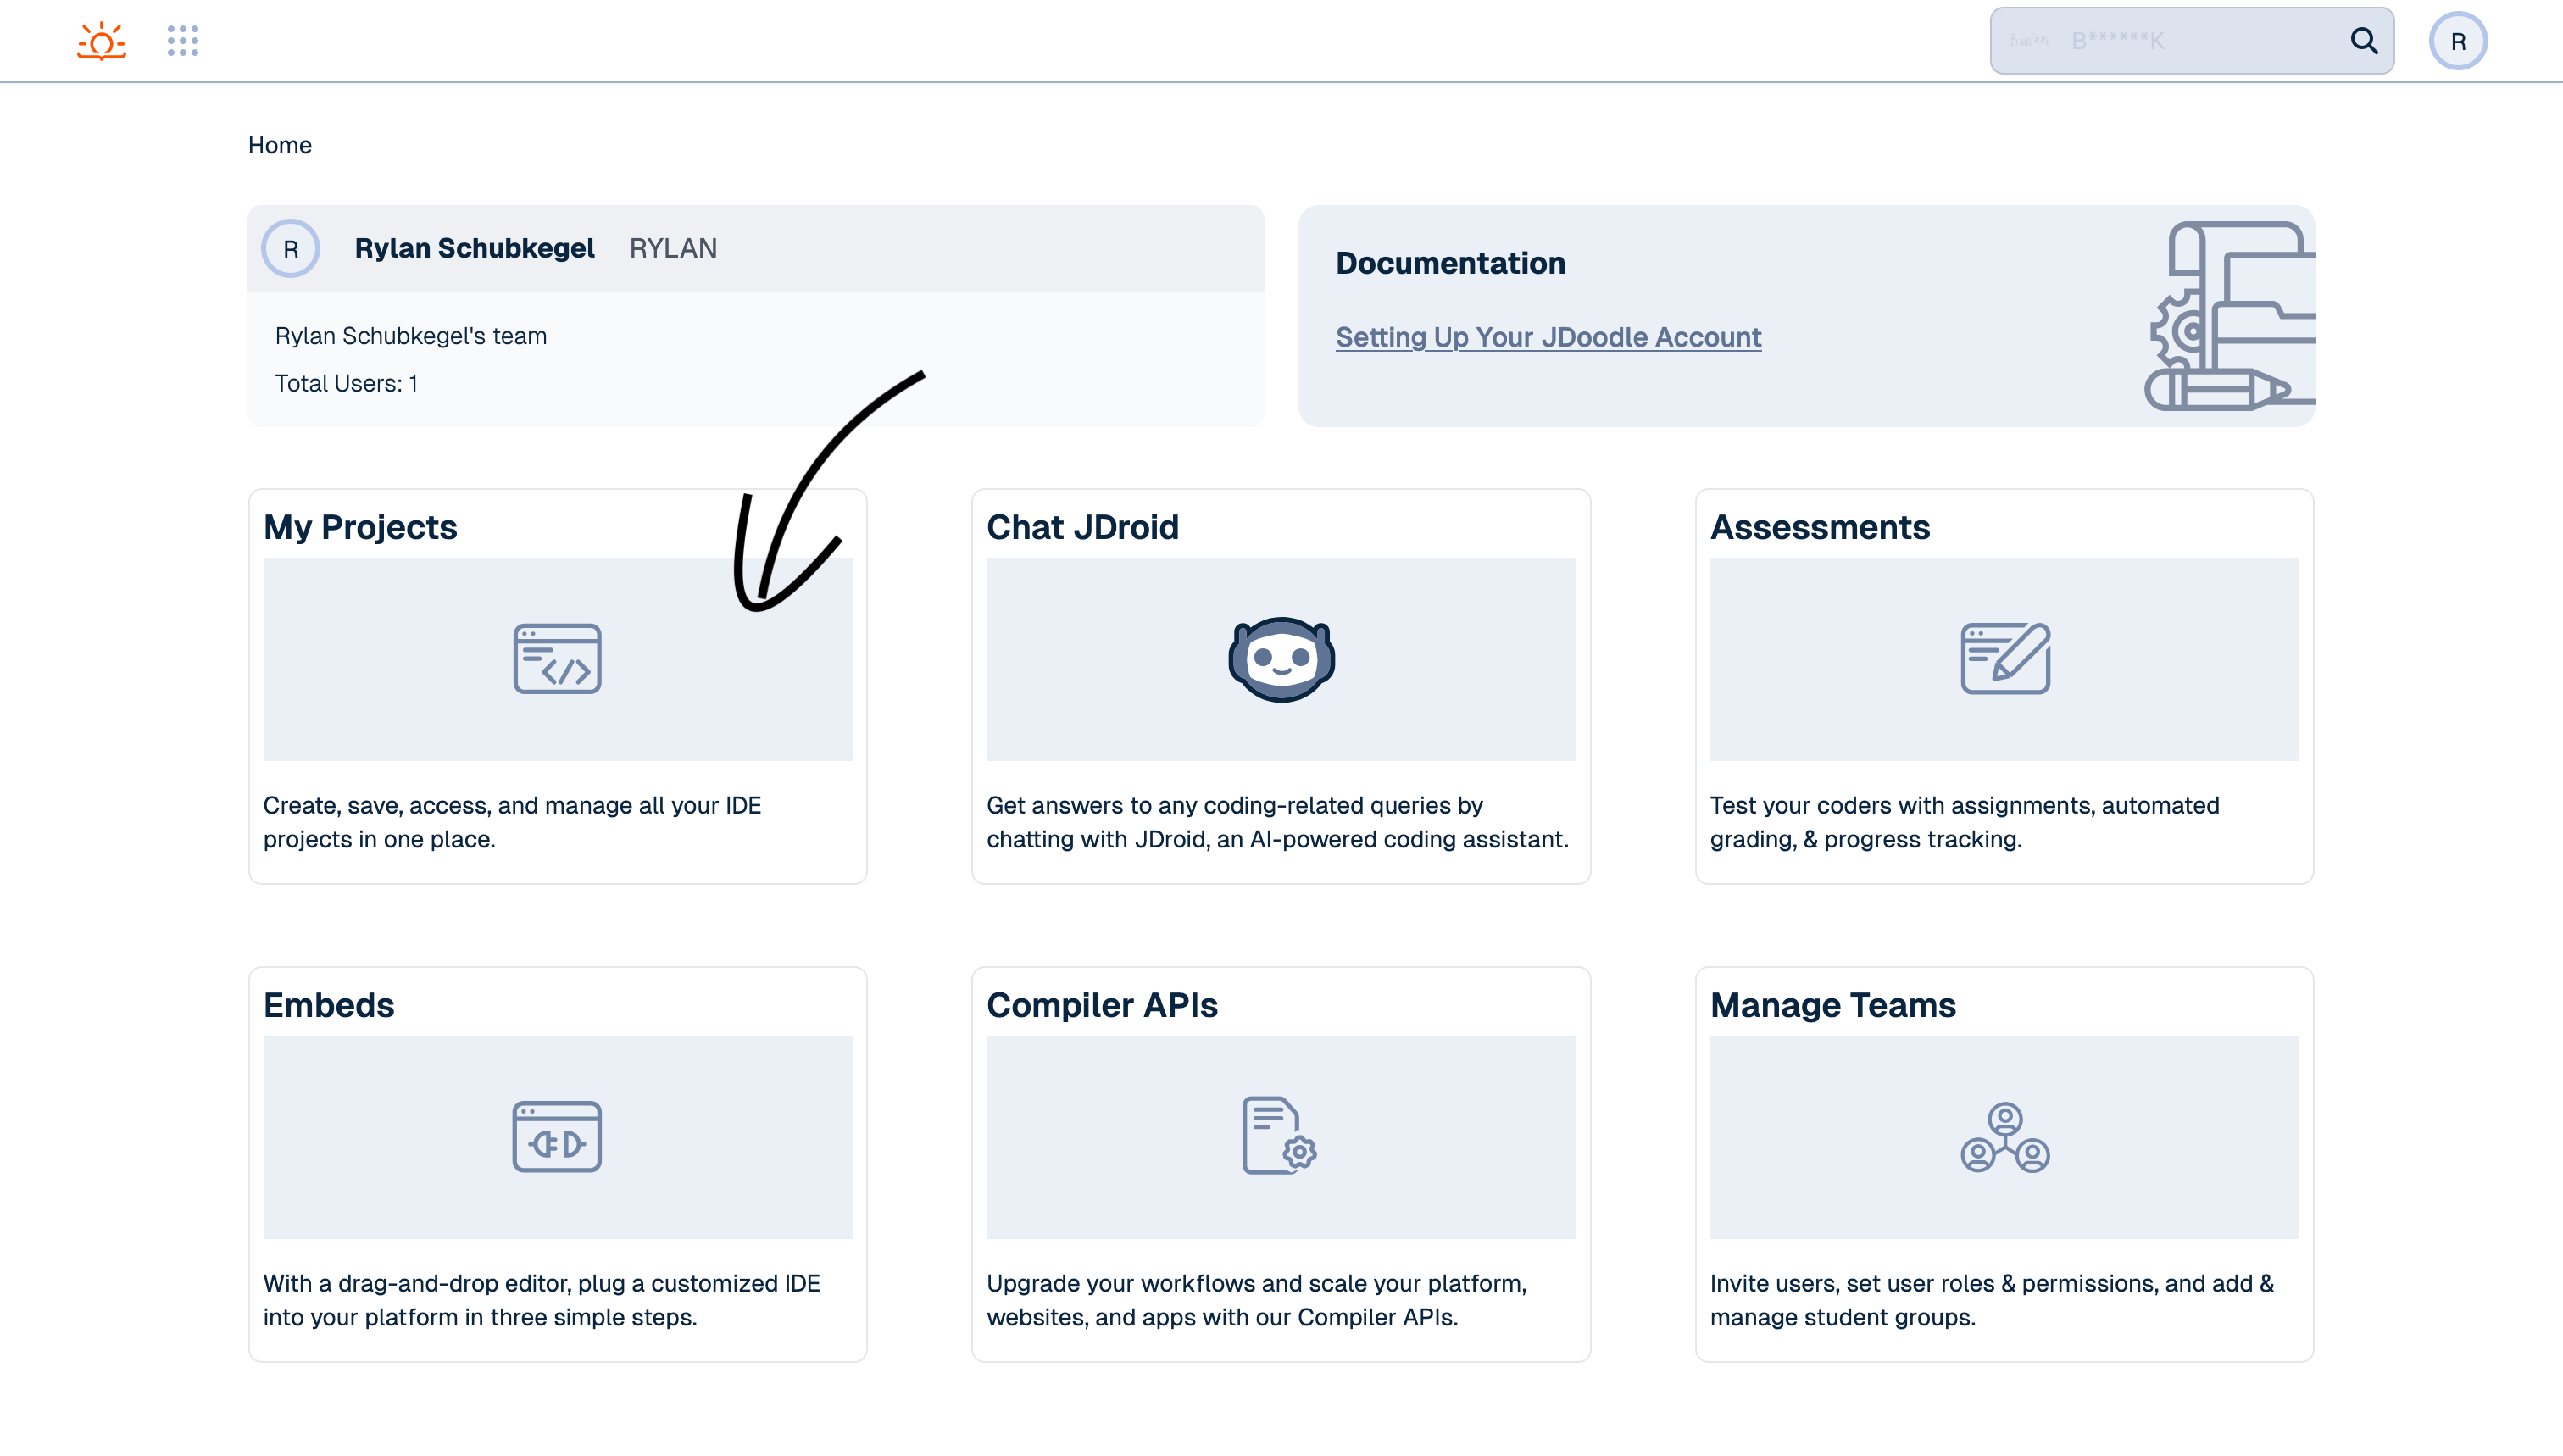 B******K
R
Home
R Rylan Schubkegel RYLAN
Rylan Schubkegel's team
Total Users: 1
Documentation
Setting Up Your JDoodle Account
My Projects
Create, save, access, and manage all your IDE
projects in one place.
Chat JDroid
Get answers to any coding-related queries by
chatting with JDroid, an AI-powered coding assistant.
Assessments
Test your coders with assignments, automated
grading, & progress tracking.
Embeds
With a drag-and-drop editor, plug a customized IDE
into your platform in three simple steps.
Compiler APIs
Upgrade your workflows and scale your platform,
websites, and apps with our Compiler APIs.
Manage Teams
Invite users, set user roles & permissions, and add &
manage student groups.